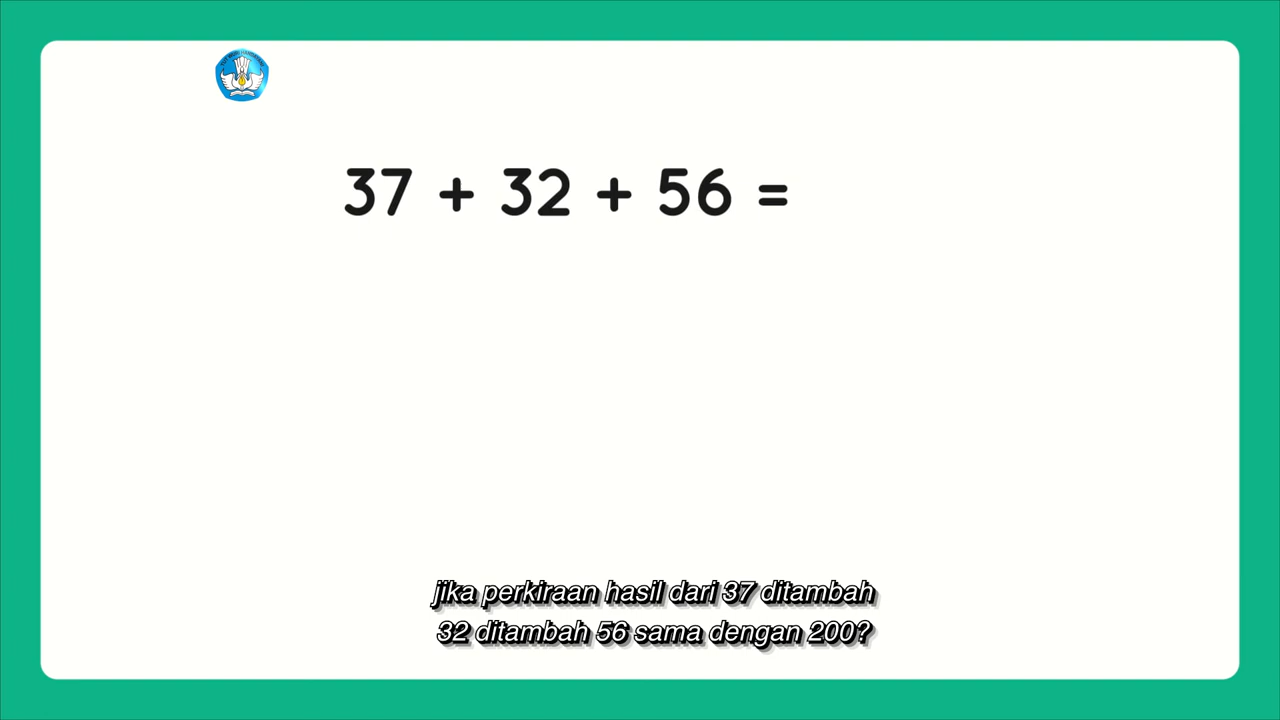 37 + 32 + 56 =
jika perkiraan hasil dari 37 ditambah
32 ditambah 56 sama dengan 200?